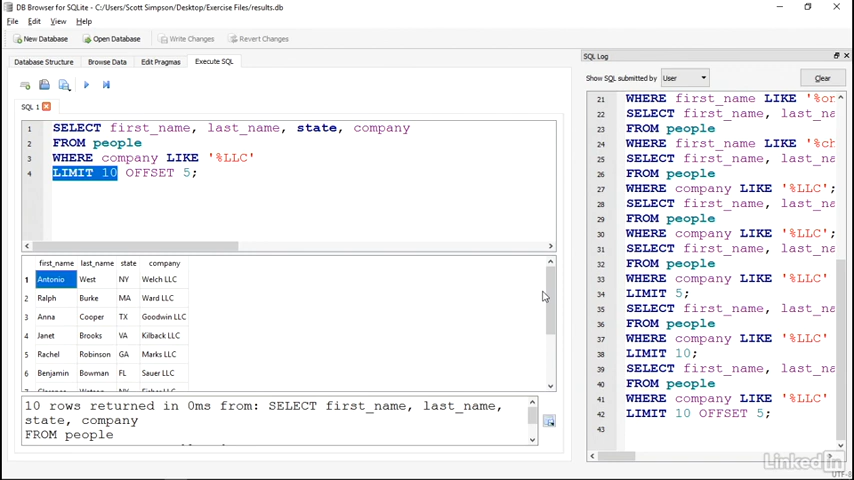 DB Browser for SQLite - C:/Users/Scott Simpson/Desktop/Exercise Files/results.db
File Edit View Help
New Database Open Database Write Changes Revert Changes
Database Structure Browse Data Edit Pragmas Execute SQL
SQL 1
1 SELECT first_name, last_name, state, company
2 FROM people
3 WHERE company LIKE '%LLC'
4 LIMIT 10 OFFSET 5;
first_name last_name state company
1 Antonio West NY Welch LLC
2 Ralph Burke MA Ward LLC
3 Anna Cooper TX Goodwin LLC
4 Janet Brooks VA Kilback LLC
5 Rachel Robinson GA Marks LLC
6 Benjamin Bowman FL Sauer LLC
10 rows returned in 0ms from: SELECT first_name, last_name,
state, company
FROM people
SQL Log
Show SQL submitted by User Clear
21 WHERE first_name LIKE '%on
22 SELECT first_name, last_na
23 FROM people
24 WHERE first_name LIKE '%ch
25 SELECT first_name, last_na
26 FROM people
27 WHERE company LIKE '%LLC';
28 SELECT first_name, last_na
29 FROM people
30 WHERE company LIKE '%LLC';
31 SELECT first_name, last_na
32 FROM people
33 WHERE company LIKE '%LLC'
34 LIMIT 5;
35 SELECT first_name, last_na
36 FROM people
37 WHERE company LIKE '%LLC'
38 LIMIT 10;
39 SELECT first_name, last_na
40 FROM people
41 WHERE company LIKE '%LLC'
42 LIMIT 10 OFFSET 5;
43
LinkedIn
UTF-8